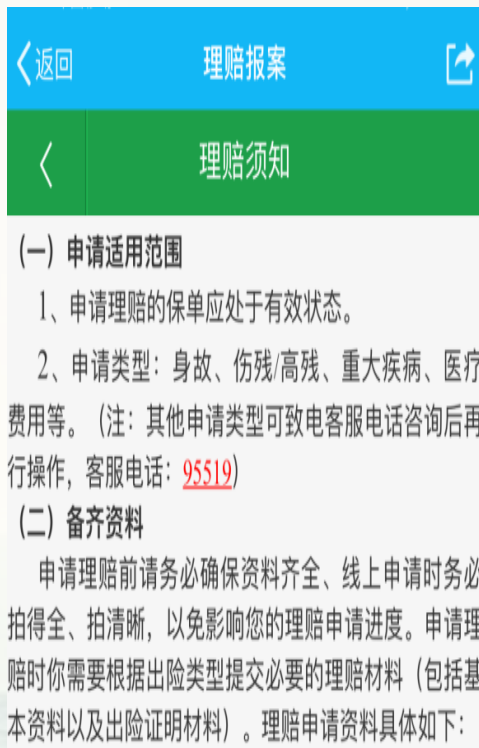 返回
理赔报案
理赔须知
（一）申请适用范围
1、申请理赔的保单应处于有效状态。
2、申请类型：身故、伤残/高残、重大疾病、医疗
费用等。（注：其他申请类型可致电客服电话咨询后再
行操作，客服电话：95519)
（二）备齐资料
申请理赔前请务必确保资料齐全、线上申请时务必
拍得全、拍清晰，以免影响您的理赔申请进度。申请理
赔时你需要根据出险类型提交必要的理赔材料（包括基
本资料以及出险证明材料）。理赔申请资料具体如下：